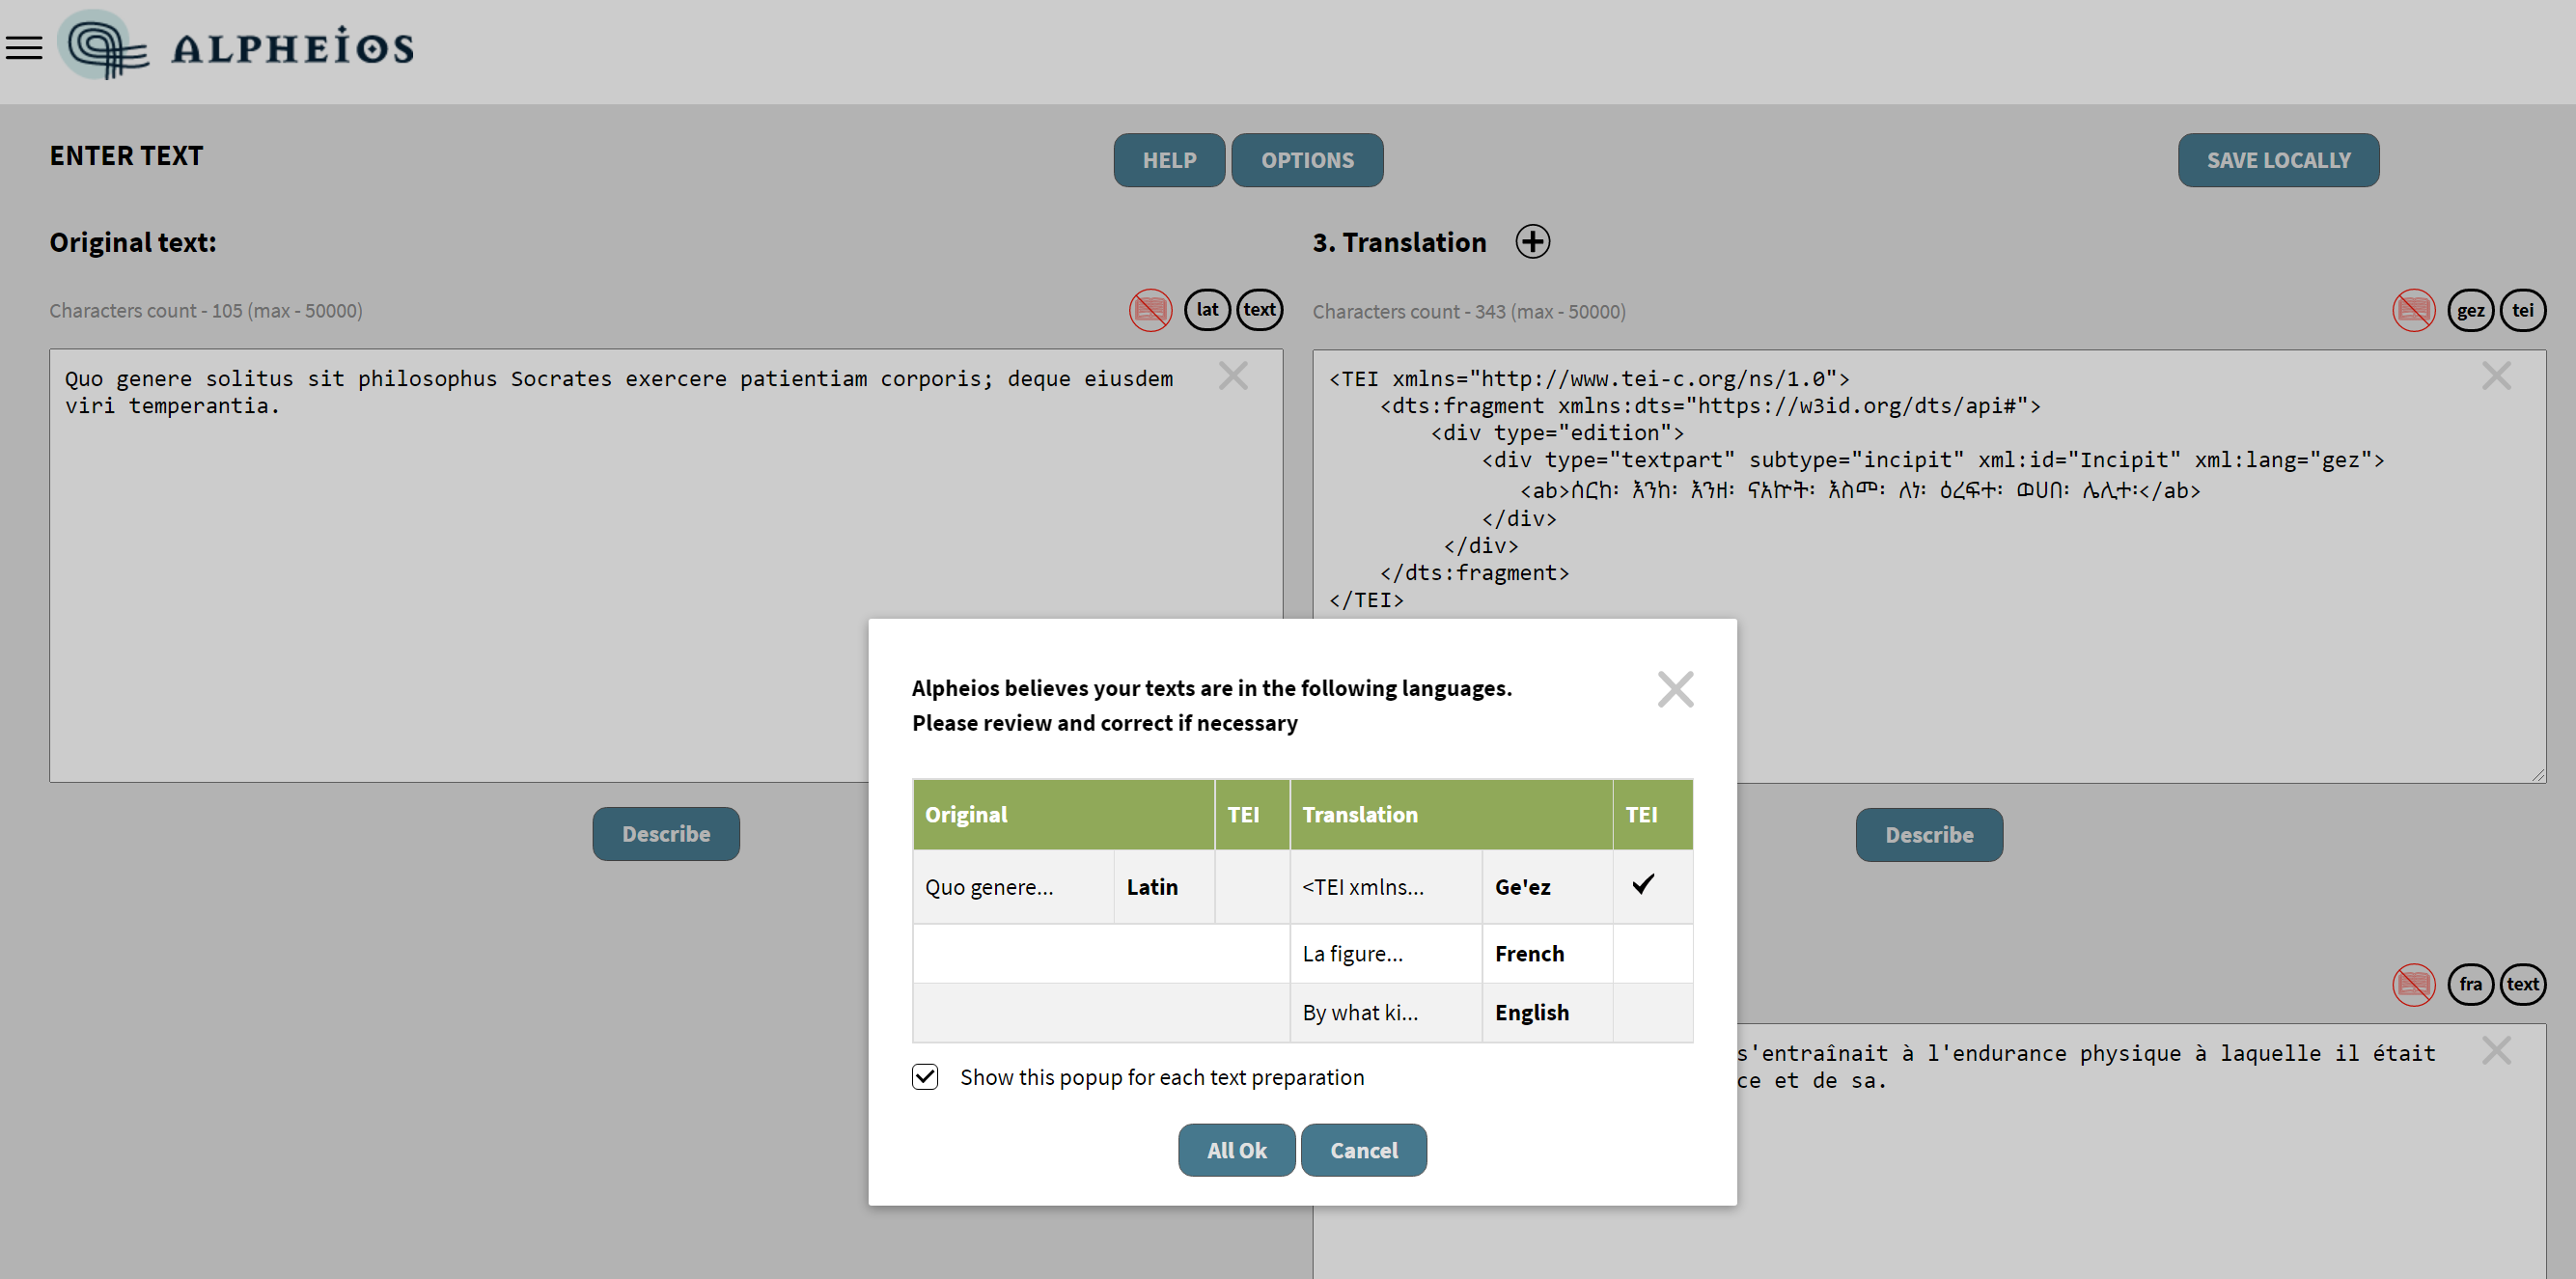 ALPHEIOS
ENTER TEXT
HELP
OPTIONS
SAVE LOCALLY
Original text:
Characters count - 105 (max - 50000)
lat
text
Quo genere solitus sit philosophus Socrates exercere patientiam corporis; deque eiusdem
viri temperantia.
Describe
3. Translation
Characters count - 343 (max - 50000)
gez
tei
<TEI xmlns="http://www.tei-c.org/ns/1.0">
<dts:fragment xmlns:dts="https://w3id.org/dts/api#">
<div type="edition">
<div type="textpart" subtype="incipit" xml:id="Incipit" xml:lang="gez">
<ab>ሰርከ፡ እንከ፡ እንዘ፡ ናአኵት፡ እስመ፡ ለነ፡ ዕረፍተ፡ ወሀበ፡ ሌሊተ፡</ab>
</div>
</div>
</dts:fragment>
</TEI>
Describe
fra
text
s'entraînait à l'endurance physique à laquelle il était
ce et de sa.
Alpheios believes your texts are in the following languages.
Please review and correct if necessary
Original TEI Translation TEI
Quo genere... Latin <TEI xmlns... Ge'ez
La figure... French
By what ki... English
Show this popup for each text preparation
All Ok
Cancel